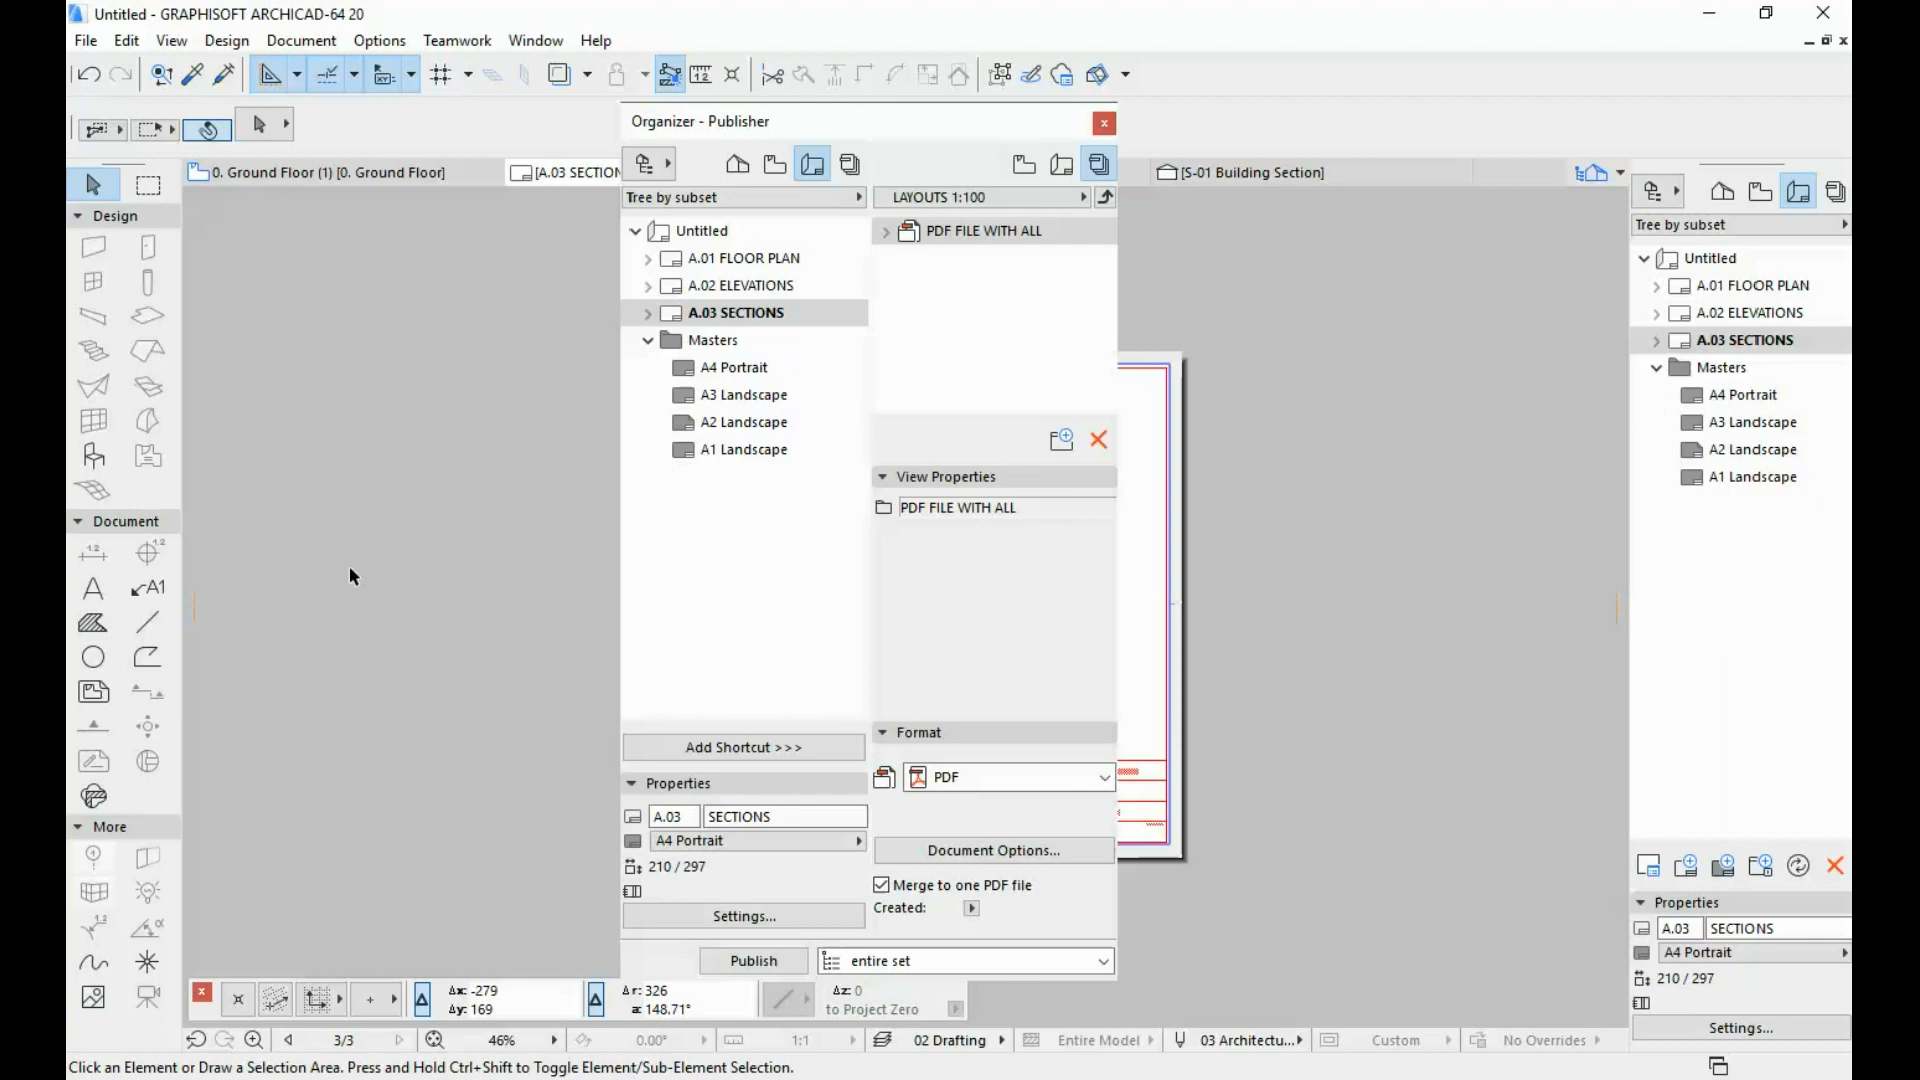 Untitled - GRAPHISOFT ARCHICAD-64 20
File Edit View Design Document Options Teamwork Window Help
Organizer - Publisher
0. Ground Floor (1) [0. Ground Floor]
[A.03 SECTION
[S-01 Building Section]
Design
Document
1.2
1.2
A1
More
1.2
Tree by subset
Untitled
A.01 FLOOR PLAN
A.02 ELEVATIONS
A.03 SECTIONS
Masters
A4 Portrait
A3 Landscape
A2 Landscape
A1 Landscape
Add Shortcut >>>
Properties
A.03 SECTIONS
A4 Portrait
210 / 297
Settings...
LAYOUTS 1:100
PDF FILE WITH ALL
View Properties
PDF FILE WITH ALL
Format
PDF
Document Options...
Merge to one PDF file
Created:
Publish
entire set
Tree by subset
Untitled
A.01 FLOOR PLAN
A.02 ELEVATIONS
A.03 SECTIONS
Masters
A4 Portrait
A3 Landscape
A2 Landscape
A1 Landscape
Properties
A.03 SECTIONS
A4 Portrait
210 / 297
Settings...
Δx: -279
Δy: 169
Δr: 326
a: 148.71°
Δz: 0
to Project Zero
3/3 46% 0.00° 1:1 02 Drafting Entire Model 03 Architectu... Custom No Overrides
Click an Element or Draw a Selection Area. Press and Hold Ctrl+Shift to Toggle Element/Sub-Element Selection.